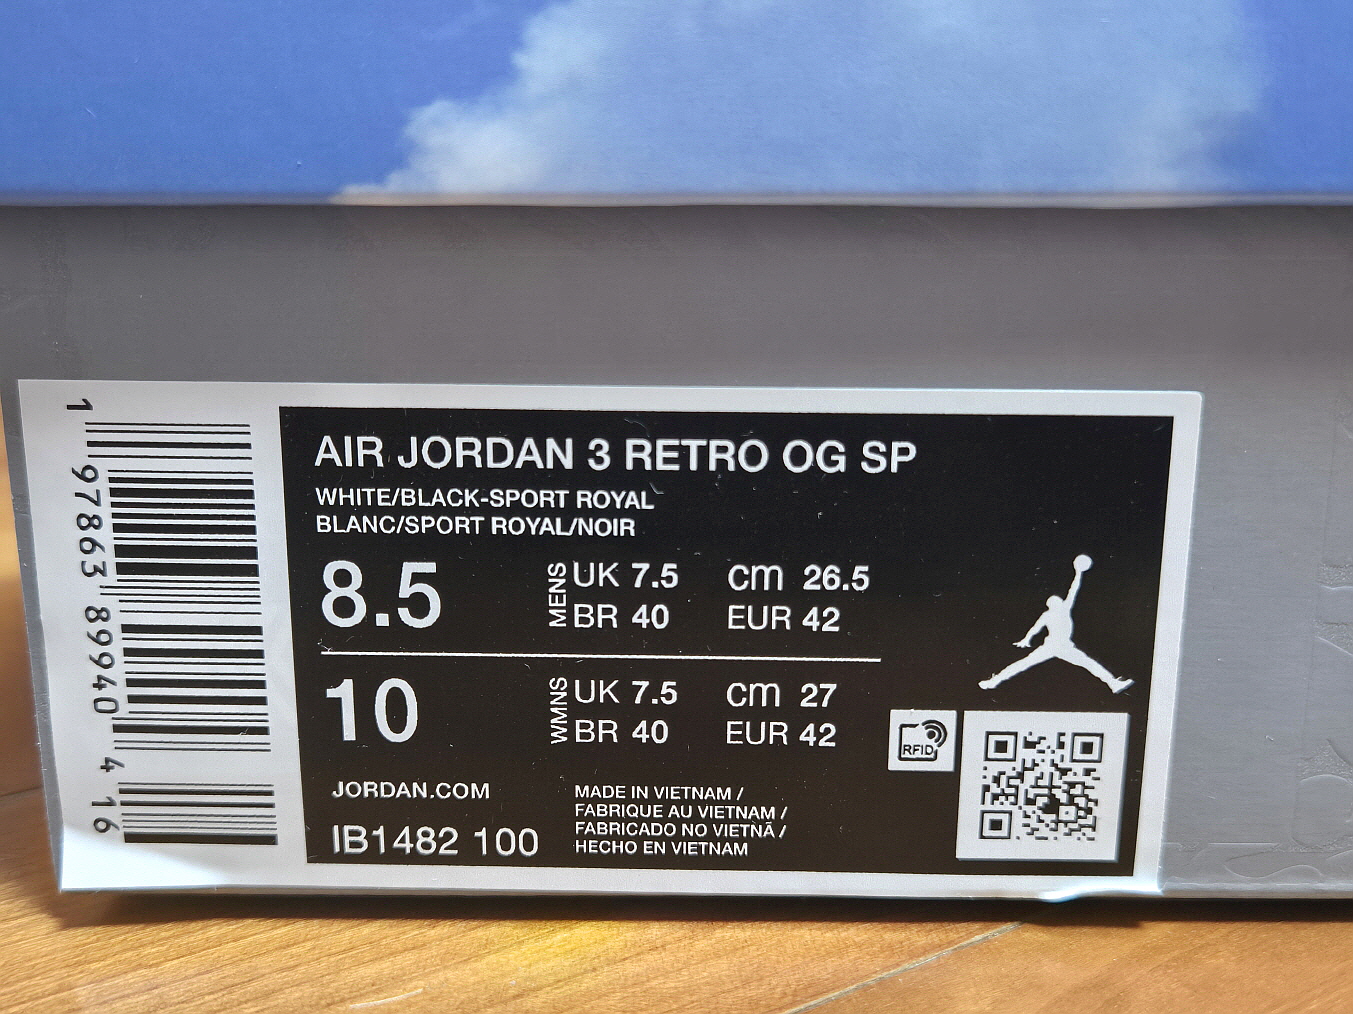 AIR JORDAN 3 RETRO OG SP
WHITE/BLACK-SPORT ROYAL
BLANC/SPORT ROYAL/NOIR
8.5 MENS UK 7.5 cm 26.5
BR 40 EUR 42
10 WMNS UK 7.5 cm 27
BR 40 EUR 42
RFID
JORDAN.COM
IB1482 100
MADE IN VIETNAM /
FABRIQUE AU VIETNAM /
FABRICADO NO VIETNÃ /
HECHO EN VIETNAM
1 97863 89940 4 16